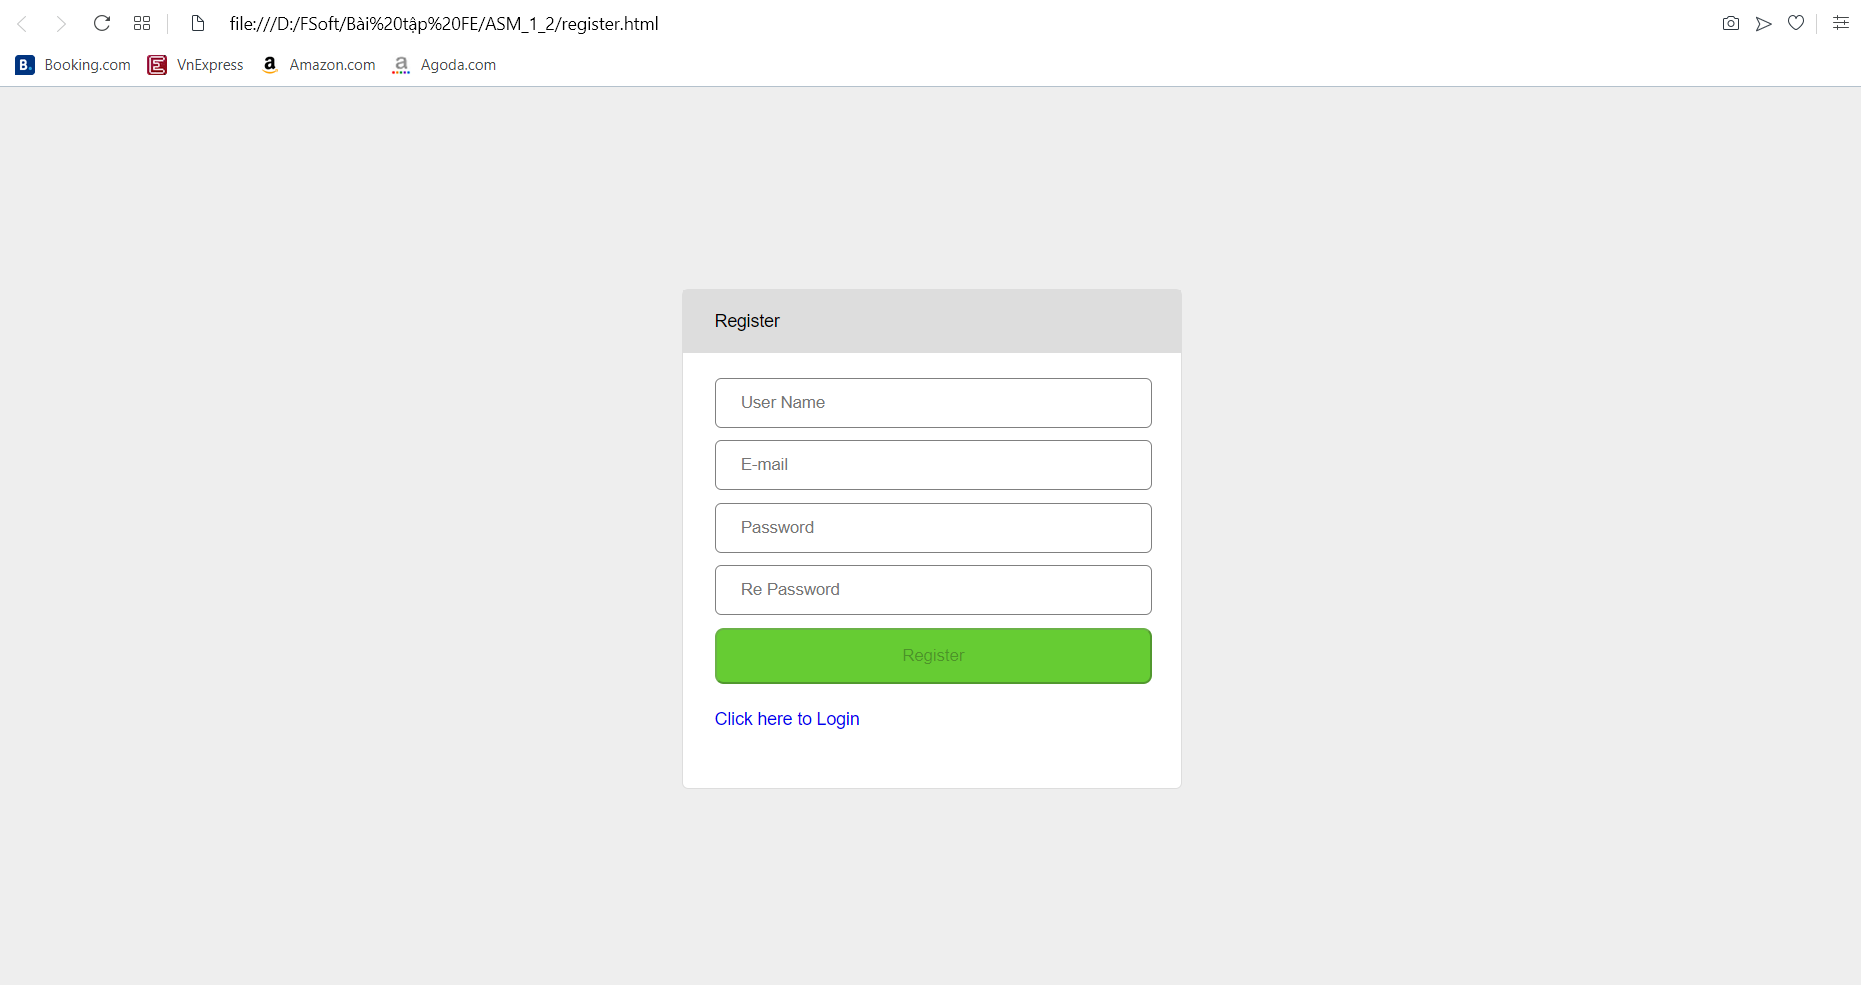 file:///D:/FSoft/Bài%20tập%20FE/ASM_1_2/register.html
B. Booking.com VnExpress a Amazon.com a Agoda.com
Register
User Name
E-mail
Password
Re Password
Register
Click here to Login